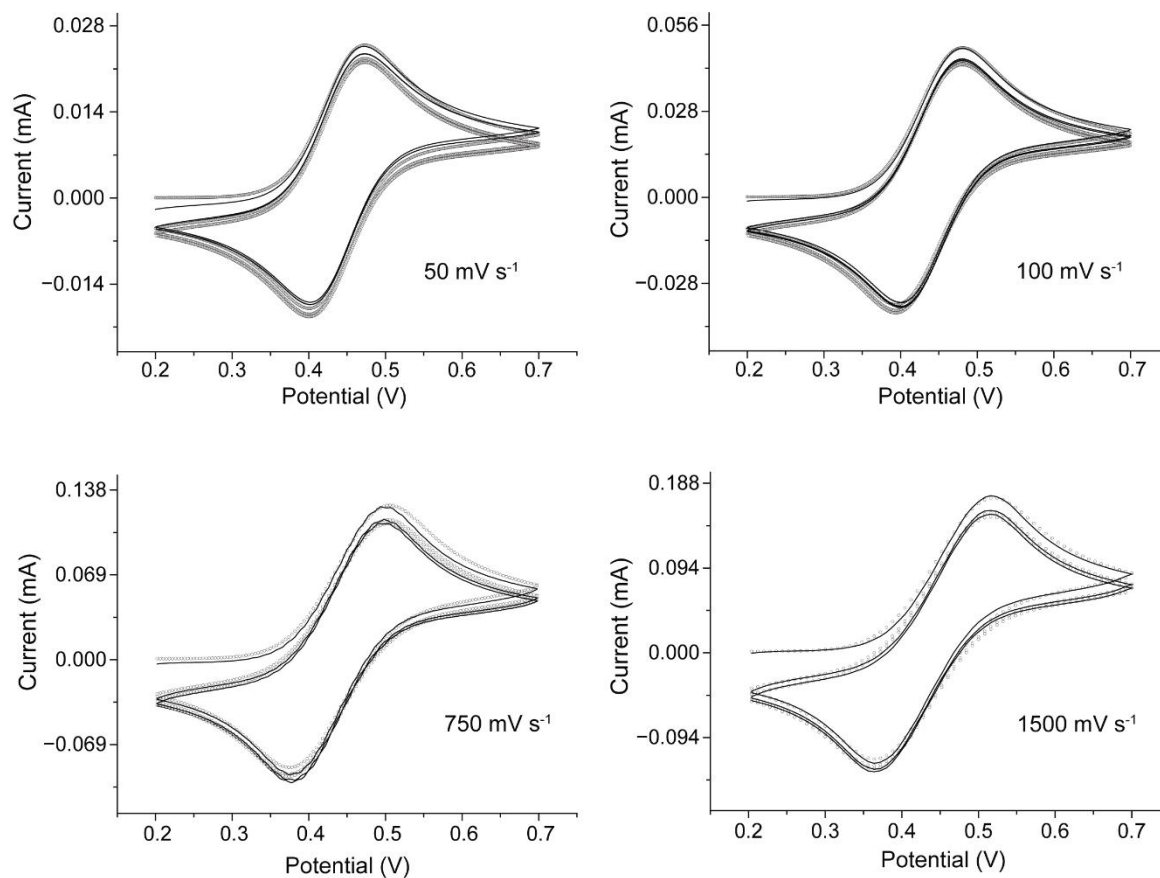 0.028
0.014
0.000
−0.014
Current (mA)
50 mV s⁻¹
0.2 0.3 0.4 0.5 0.6 0.7
Potential (V)
0.056
0.028
0.000
−0.028
Current (mA)
100 mV s⁻¹
0.2 0.3 0.4 0.5 0.6 0.7
Potential (V)
0.138
0.069
0.000
−0.069
Current (mA)
750 mV s⁻¹
0.2 0.3 0.4 0.5 0.6 0.7
Potential (V)
0.188
0.094
0.000
−0.094
Current (mA)
1500 mV s⁻¹
0.2 0.3 0.4 0.5 0.6 0.7
Potential (V)